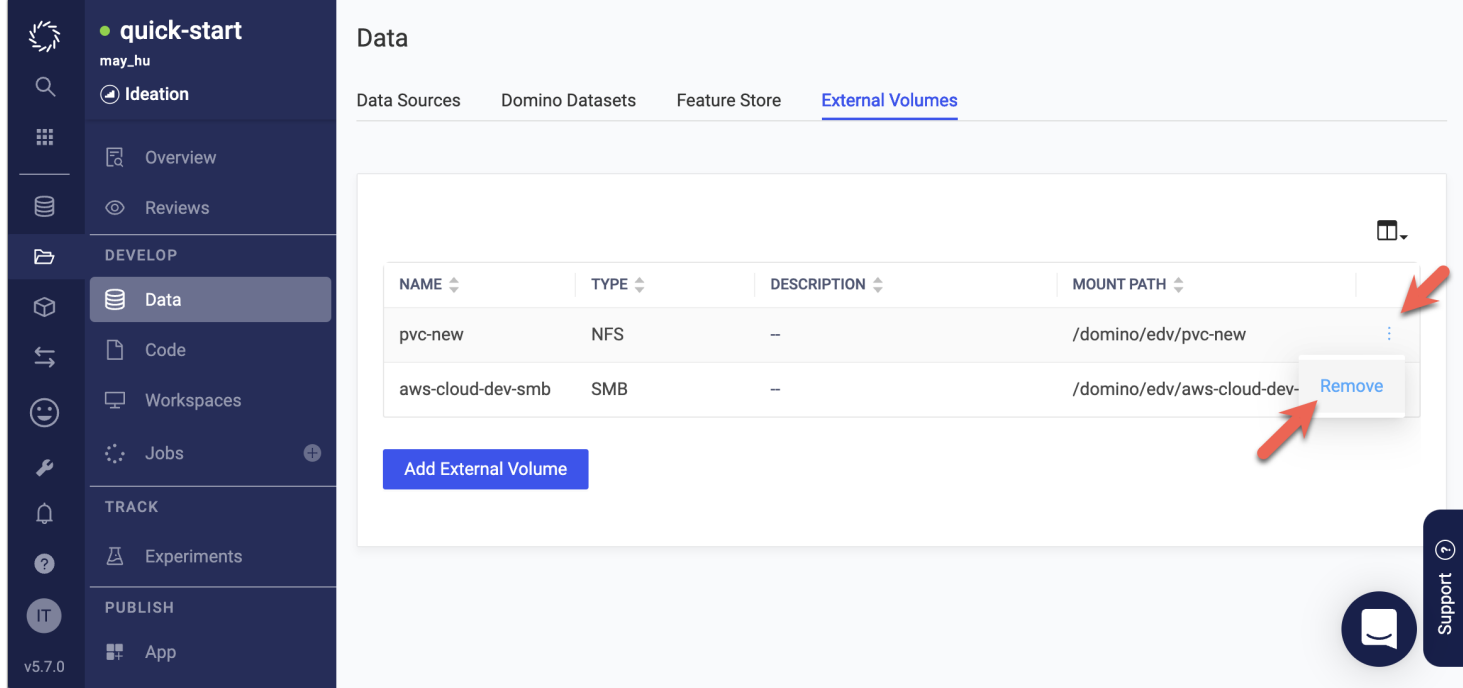 quick-start
may_hu
Ideation
Overview
Reviews
DEVELOP
Data
Code
Workspaces
Jobs
TRACK
Experiments
PUBLISH
App
IT
v5.7.0
Data
Data Sources Domino Datasets Feature Store External Volumes
NAME TYPE DESCRIPTION MOUNT PATH
pvc-new NFS -- /domino/edv/pvc-new
aws-cloud-dev-smb SMB -- /domino/edv/aws-cloud-dev-
Remove
Add External Volume
Support